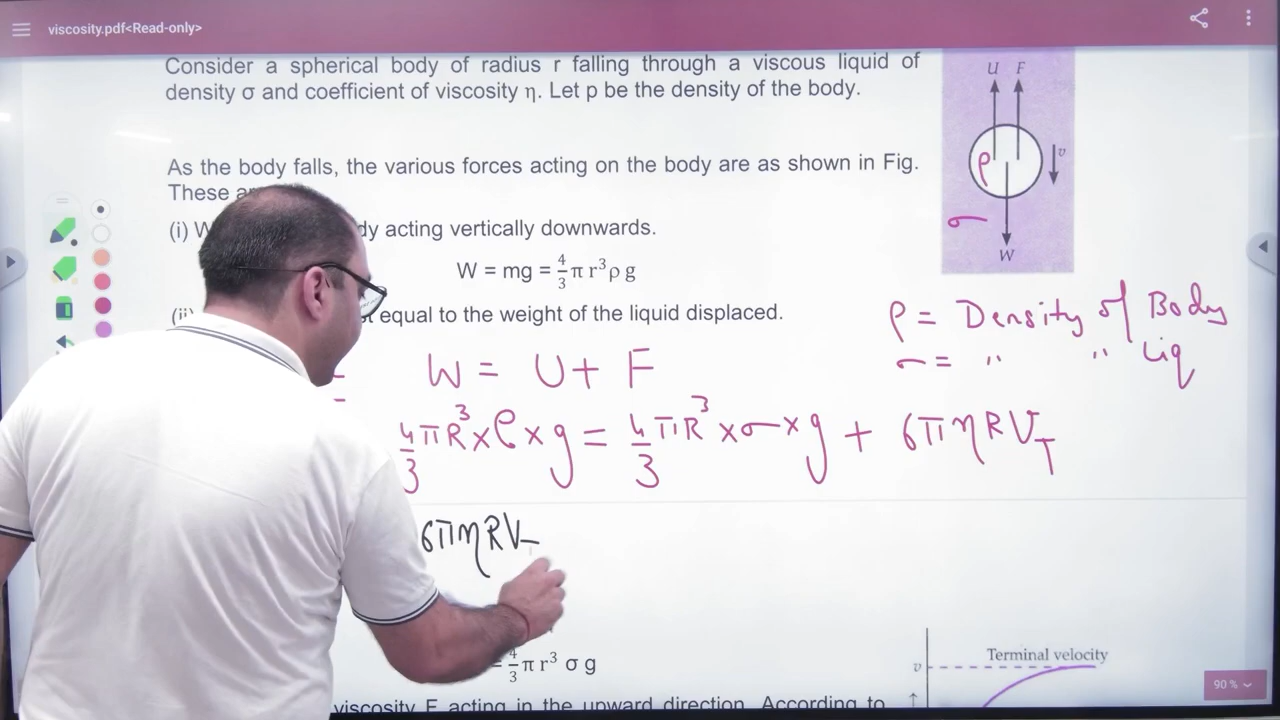 viscosity.pdf<Read-only>
Consider a spherical body of radius r falling through a viscous liquid of
density σ and coefficient of viscosity η. Let p be the density of the body.
U F
ρ
v
σ
W
As the body falls, the various forces acting on the body are as shown in Fig.
These
(i) acting vertically downwards.
W = mg = 4/3 π r³ρ g
(ii) equal to the weight of the liquid displaced.
ρ = Density of Body
σ = " " Liq
W = U + F
4/3 πR³ × ρ × g = 4/3 πR³ × σ × g + 6πηRV_T
6πηRV
= 4/3 π r³ σ g
viscosity F acting in the upward direction. According to
Terminal velocity
v
90 %